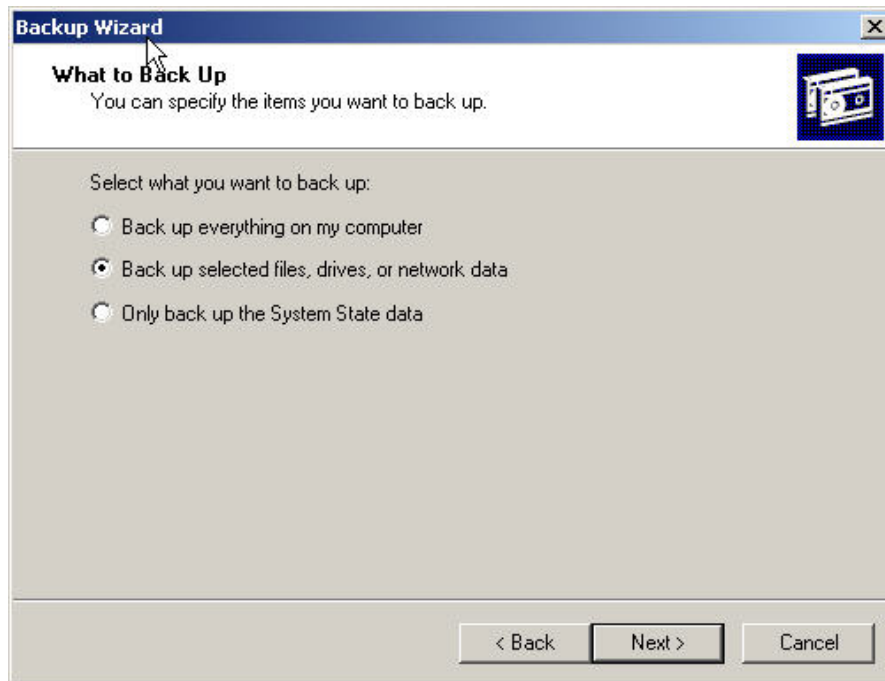 Backup Wizard
What to Back Up
You can specify the items you want to back up.
Select what you want to back up:
Back up everything on my computer
Back up selected files, drives, or network data
Only back up the System State data
< Back
Next >
Cancel